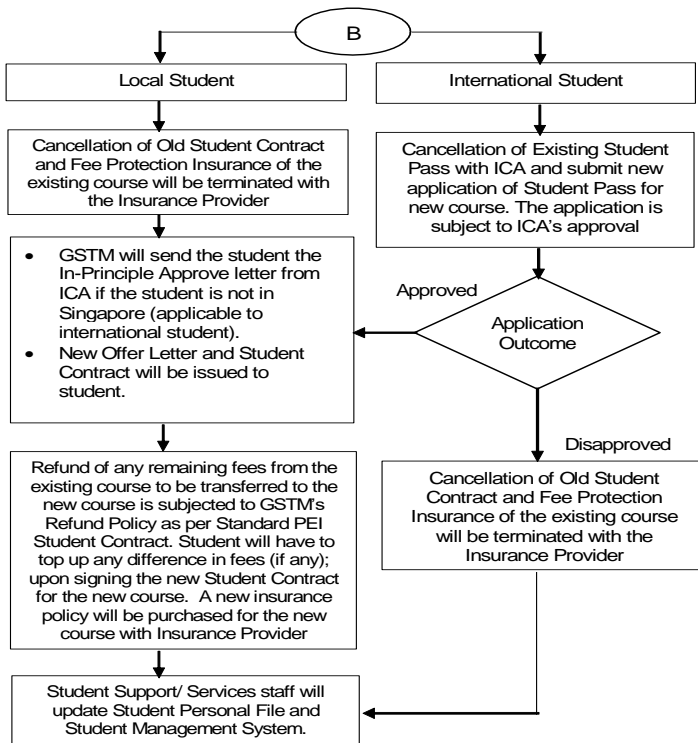 B
Local Student
International Student
Cancellation of Old Student Contract
and Fee Protection Insurance of the
existing course will be terminated with
the Insurance Provider
Cancellation of Existing Student
Pass with ICA and submit new
application of Student Pass for
new course. The application is
subject to ICA's approval
• GSTM will send the student the
In-Principle Approve letter from
ICA if the student is not in
Singapore (applicable to
international student).
• New Offer Letter and Student
Contract will be issued to
student.
Approved
Application
Outcome
Disapproved
Refund of any remaining fees from the
existing course to be transferred to the
new course is subjected to GSTM's
Refund Policy as per Standard PEI
Student Contract. Student will have to
top up any difference in fees (if any);
upon signing the new Student Contract
for the new course. A new insurance
policy will be purchased for the new
course with Insurance Provider
Cancellation of Old Student
Contract and Fee Protection
Insurance of the existing course
will be terminated with the
Insurance Provider
Student Support/ Services staff will
update Student Personal File and
Student Management System.